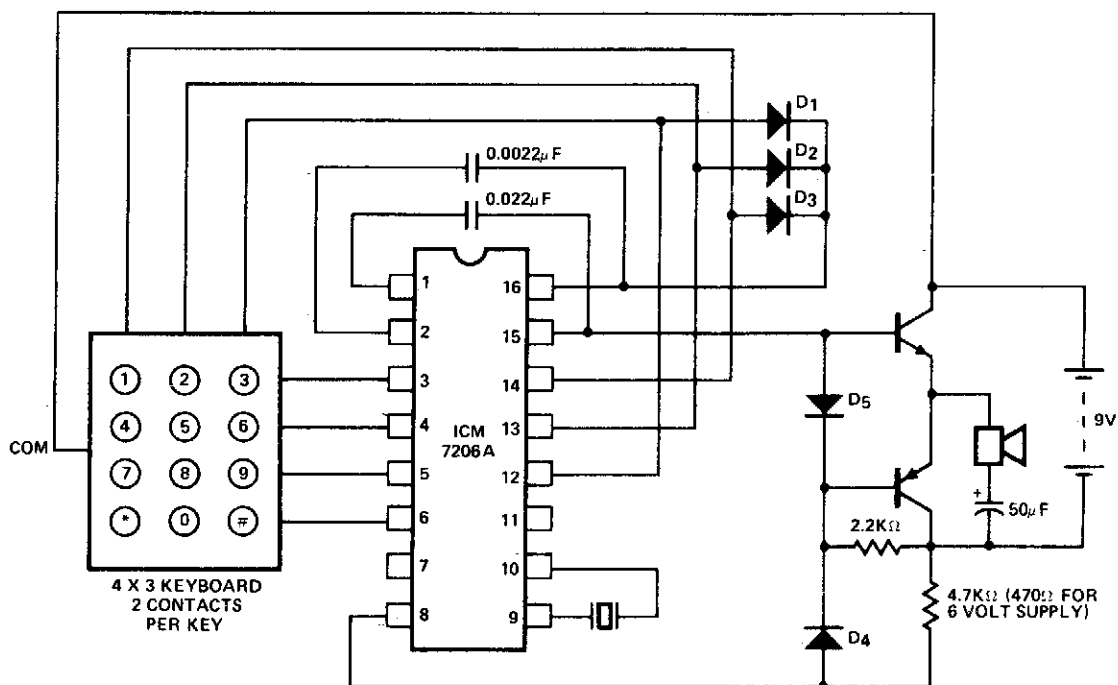 D1
D2
D3
0.0022µF
0.022µF
1 16
2 15
3 14
4 13
5 12
6 11
7 10
8 9
ICM
7206A
1 2 3
4 5 6
7 8 9
* 0 #
COM
4 X 3 KEYBOARD
2 CONTACTS
PER KEY
D5
9V
+
50µF
2.2KΩ
4.7KΩ (470Ω FOR
6 VOLT SUPPLY)
D4